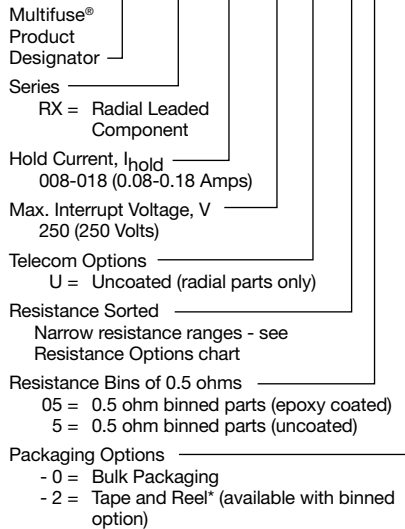 Multifuse®
Product
Designator
Series
RX = Radial Leaded
Component
Hold Current, Ihold
008-018 (0.08-0.18 Amps)
Max. Interrupt Voltage, V
250 (250 Volts)
Telecom Options
U = Uncoated (radial parts only)
Resistance Sorted
Narrow resistance ranges - see
Resistance Options chart
Resistance Bins of 0.5 ohms
05 = 0.5 ohm binned parts (epoxy coated)
5 = 0.5 ohm binned parts (uncoated)
Packaging Options
- 0 = Bulk Packaging
- 2 = Tape and Reel* (available with binned
option)